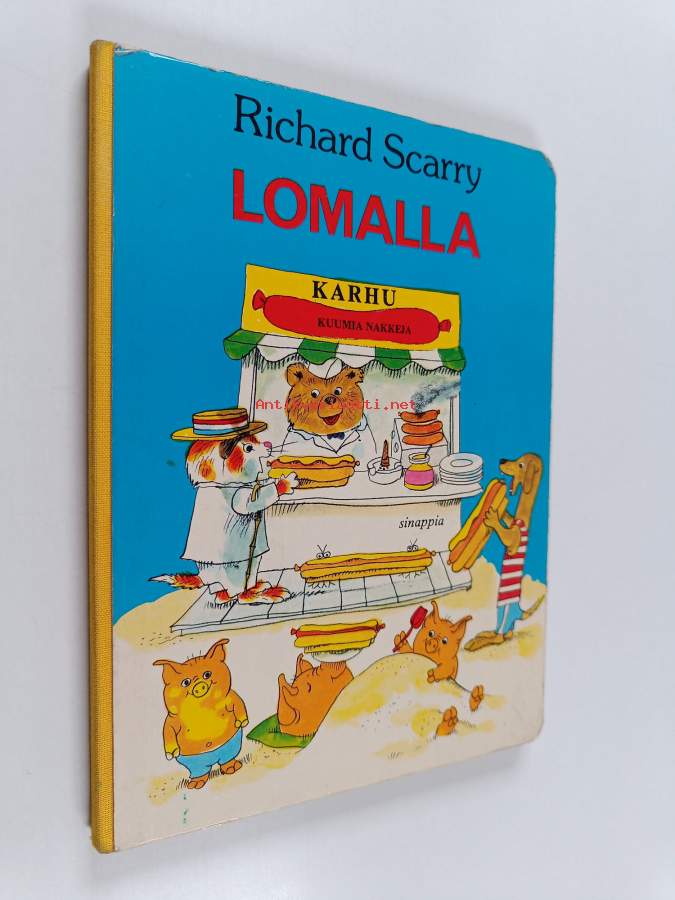 Richard Scarry
LOMALLA
KARHU
KUUMIA NAKKEJA
sinappia